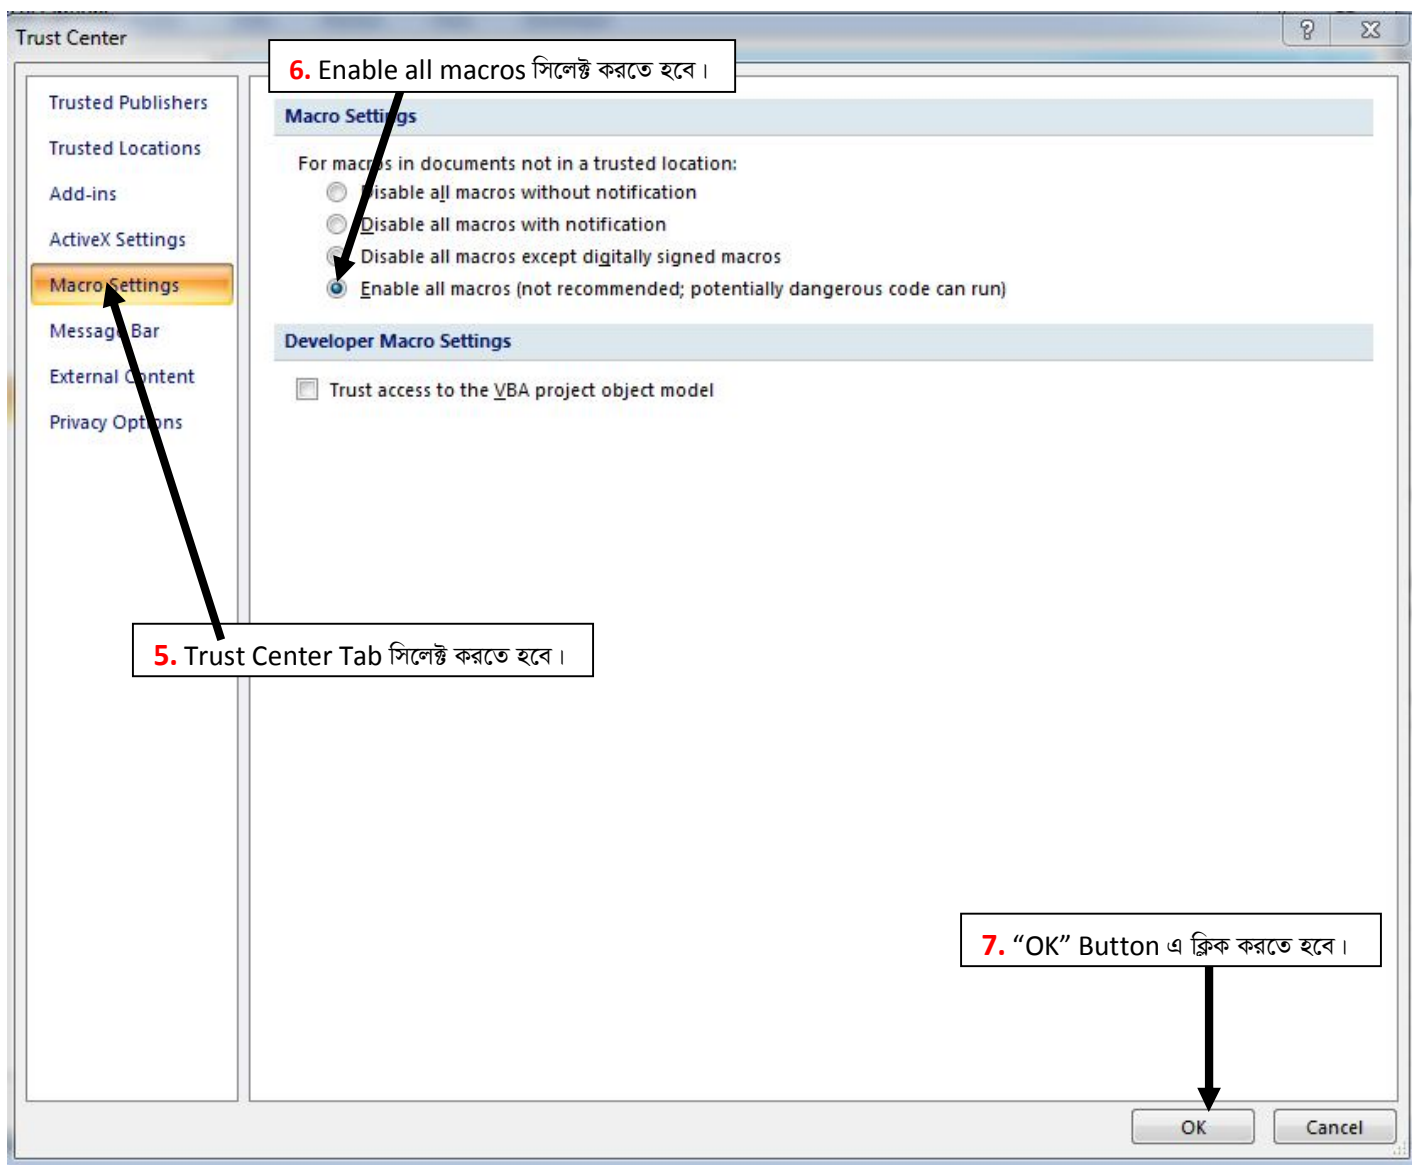 Trust Center
6. Enable all macros সিলেক্ট করতে হবে।
Trusted Publishers
Trusted Locations
Add-ins
ActiveX Settings
Macro Settings
Message Bar
External Content
Privacy Options
Macro Settings
For macros in documents not in a trusted location:
Disable all macros without notification
Disable all macros with notification
Disable all macros except digitally signed macros
Enable all macros (not recommended; potentially dangerous code can run)
Developer Macro Settings
Trust access to the VBA project object model
5. Trust Center Tab সিলেক্ট করতে হবে।
7. “OK” Button এ ক্লিক করতে হবে।
OK
Cancel